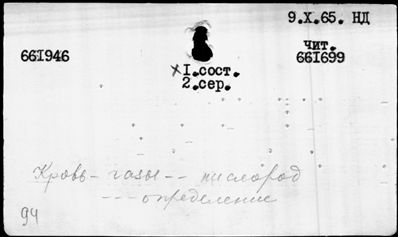 9.X.65. НД
чит.
661946
661699
×I.сост.
2.сер.
Кровь - газы -- кислород
--- определение
94